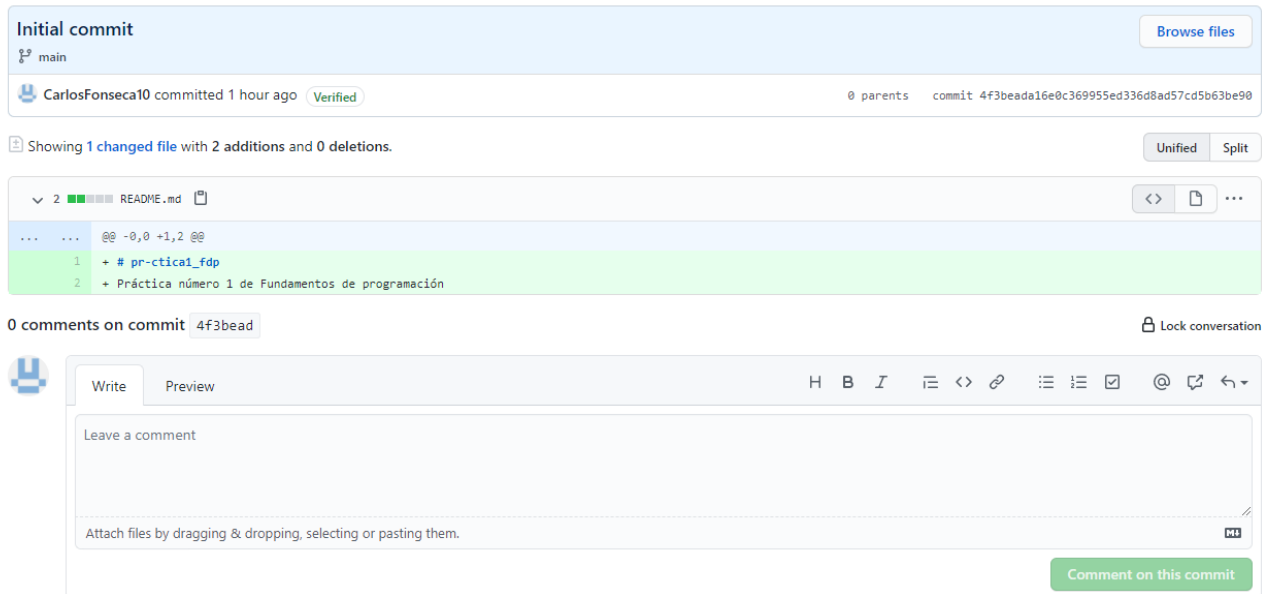 Initial commit
Browse files
main
CarlosFonseca10 committed 1 hour ago Verified
0 parents commit 4f3beada16e0c369955ed336d8ad57cd5b63be90
Showing 1 changed file with 2 additions and 0 deletions.
Unified Split
2 README.md
... ... @@ -0,0 +1,2 @@
1 + # pr-ctica1_fdp
2 + Práctica número 1 de Fundamentos de programación
0 comments on commit 4f3bead
Lock conversation
Write Preview
H B I
Leave a comment
Attach files by dragging & dropping, selecting or pasting them.
Comment on this commit